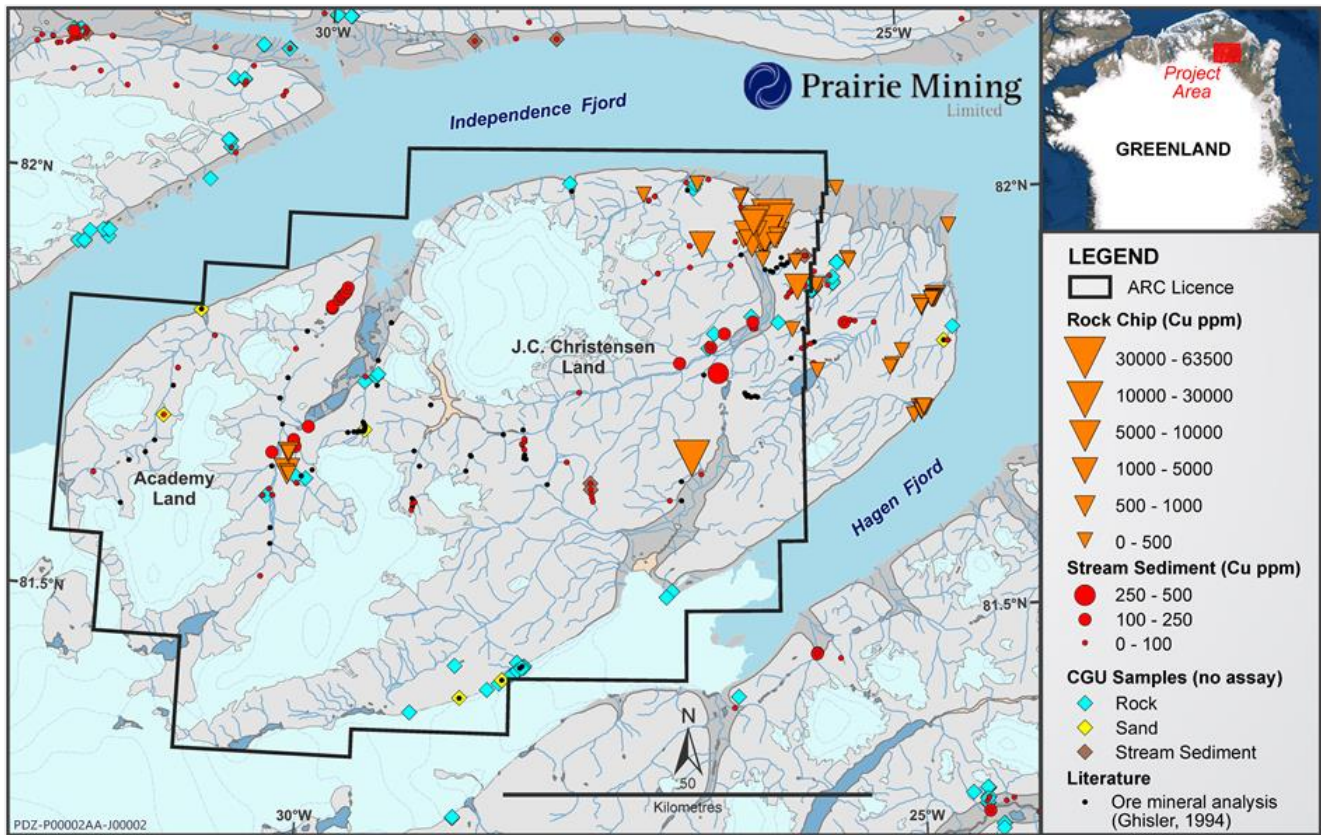 30°W
25°W
Prairie Mining
Limited
Independence Fjord
82°N
82°N
J.C. Christensen
Land
Academy
Land
Hagen Fjord
81.5°N
81.5°N
N
50
Kilometres
30°W
25°W
PDZ-P00002AA-J00002
Project
Area
GREENLAND
LEGEND
ARC Licence
Rock Chip (Cu ppm)
30000 - 63500
10000 - 30000
5000 - 10000
1000 - 5000
500 - 1000
0 - 500
Stream Sediment (Cu ppm)
250 - 500
100 - 250
0 - 100
CGU Samples (no assay)
Rock
Sand
Stream Sediment
Literature
Ore mineral analysis
(Ghisler, 1994)